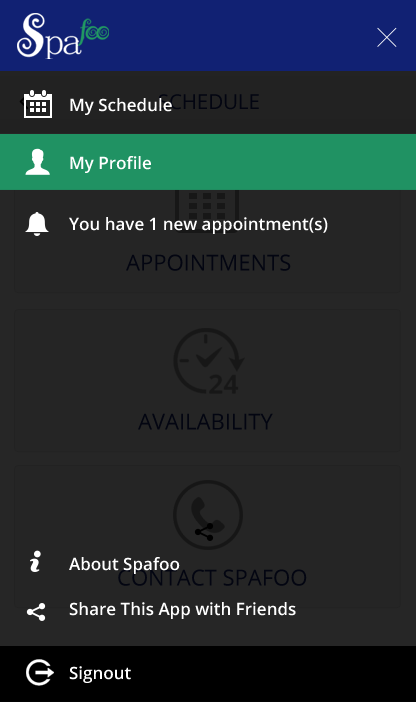 Spafoo
My Schedule
SCHEDULE
My Profile
You have 1 new appointment(s)
APPOINTMENTS
24
AVAILABILITY
About Spafoo
CONTACT SPAFOO
Share This App with Friends
Signout